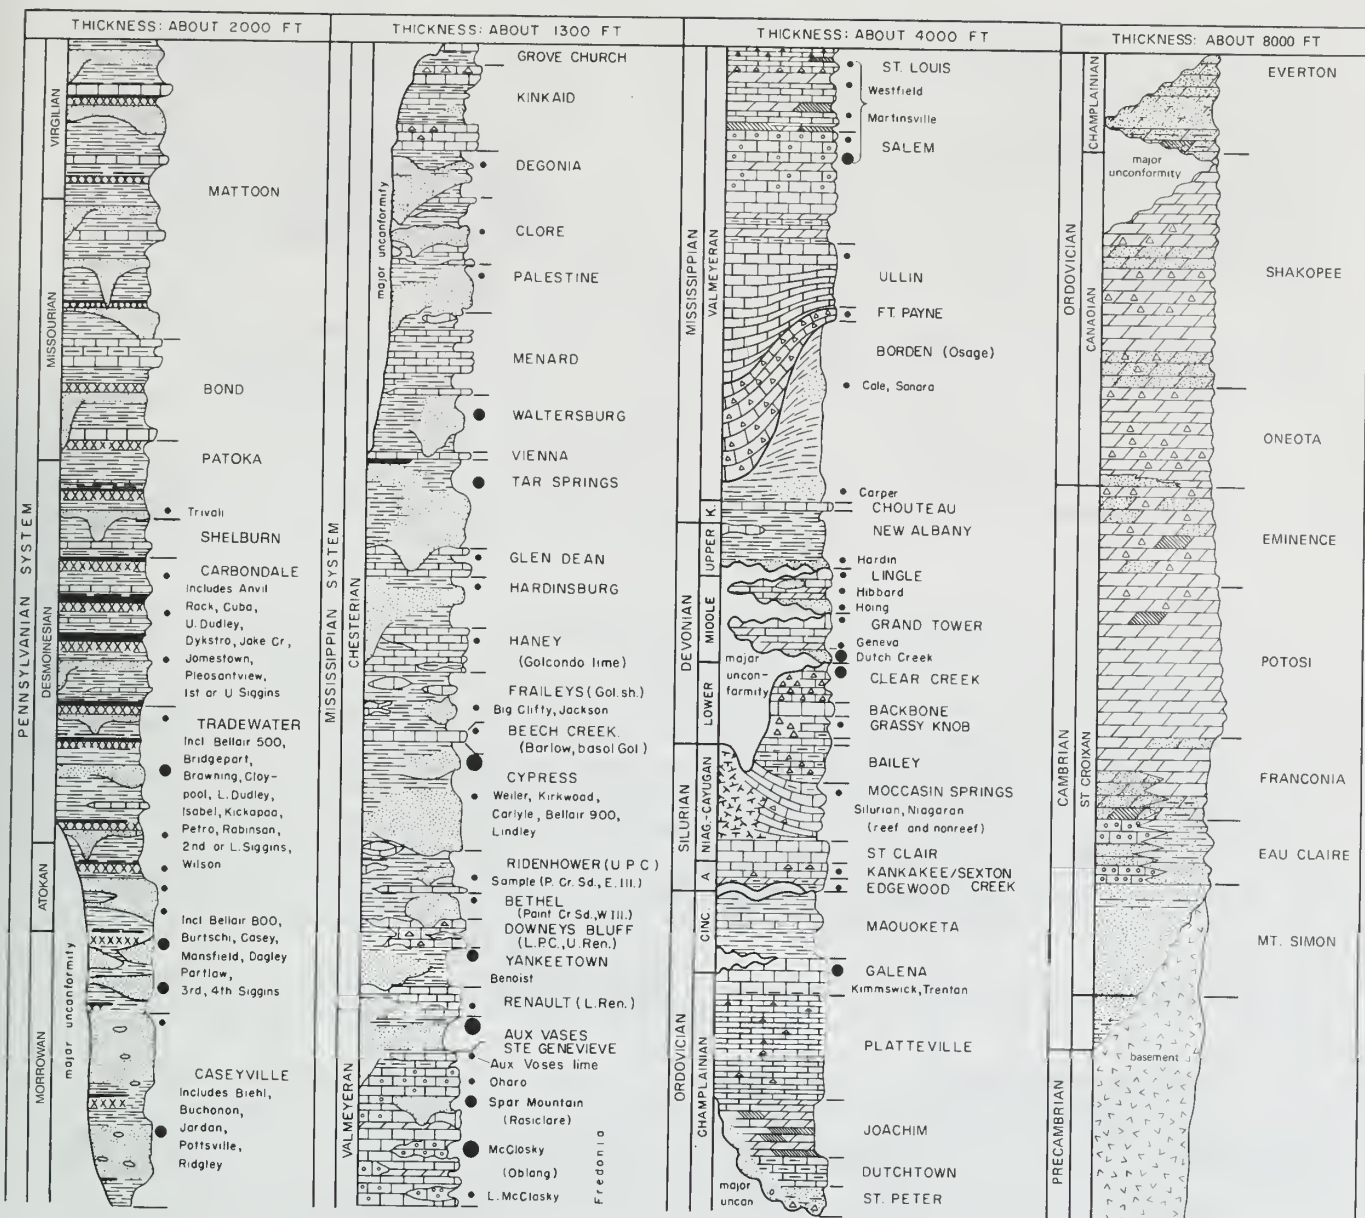 THICKNESS: ABOUT 2000 FT
PENNSYLVANIAN SYSTEM
VIRGILIAN
MISSOURIAN
DESMOINESIAN
ATOKAN
MORROWAN
major unconformity
MATTOON
BOND
PATOKA
Trivoli
SHELBURN
CARBONDALE
Includes Anvil
Rock, Cuba,
U. Dudley,
Dykstro, Jake Cr,
Jomestown,
Pleosantview,
1st or U Siggins
TRADEWATER
Incl Bellair 500,
Bridgeport,
Browning, Cloy-
pool, L. Dudley,
Isabel, Kickapoo,
Petro, Robinson,
2nd or L. Siggins,
Wilson
Incl Bellair 800,
Burtschi, Casey,
Mansfield, Dagley
Partlow,
3rd, 4th Siggins
CASEYVILLE
Includes Biehl,
Buchonon,
Jordan,
Pottsville,
Ridgley
THICKNESS: ABOUT 1300 FT
MISSISSIPPIAN SYSTEM
CHESTERIAN
VALMEYERAN
major unconformity
GROVE CHURCH
KINKAID
DEGONIA
CLORE
PALESTINE
MENARD
WALTERSBURG
VIENNA
TAR SPRINGS
GLEN DEAN
HARDINSBURG
HANEY
(Golcondo lime)
FRAILEYS (Gol. sh.)
Big Clifty, Jackson
BEECH CREEK.
(Barlow, basol Gol)
CYPRESS
Weiler, Kirkwood,
Carlyle, Bellair 900,
Lindley
RIDENHOWER (U P C)
Sample (P. Cr. Sd., E. Ill.)
BETHEL
(Paint Cr Sd., W Ill.)
DOWNEYS BLUFF
(L.P.C., U. Ren.)
YANKEETOWN
Benoist
RENAULT (L. Ren.)
AUX VASES
STE GENEVIEVE
Aux Voses lime
Oharo
Spar Mountain
(Rosiclare)
McClosky
(Oblong)
L. McClosky
Fredonia
THICKNESS: ABOUT 4000 FT
MISSISSIPPIAN
VALMEYERAN
K.
DEVONIAN
UPPER
MIDDLE
LOWER
SILURIAN
NIAG.-CAYUGAN
A
ORDOVICIAN
CINC.
CHAMPLAINIAN
ST. LOUIS
Westfield
Martinsville
SALEM
ULLIN
FT. PAYNE
BORDEN (Osage)
Cole, Sonora
Carper
CHOUTEAU
NEW ALBANY
Hardin
LINGLE
Hibbard
Hoing
GRAND TOWER
Geneva
Dutch Creek
major
uncon-
formity
CLEAR CREEK
BACKBONE
GRASSY KNOB
BAILEY
MOCCASIN SPRINGS
Silurian, Niagaran
(reef and nonreef)
ST CLAIR
KANKAKEE/SEXTON
EDGEWOOD CREEK
MAQUOKETA
GALENA
Kimmswick, Trenton
PLATTEVILLE
JOACHIM
DUTCHTOWN
major
uncon
ST. PETER
THICKNESS: ABOUT 8000 FT
ORDOVICIAN
CHAMPLAINIAN
CANADIAN
CAMBRIAN
ST CROIXAN
PRECAMBRIAN
EVERTON
major
unconformity
SHAKOPEE
ONEOTA
EMINENCE
POTOSI
FRANCONIA
EAU CLAIRE
MT. SIMON
basement